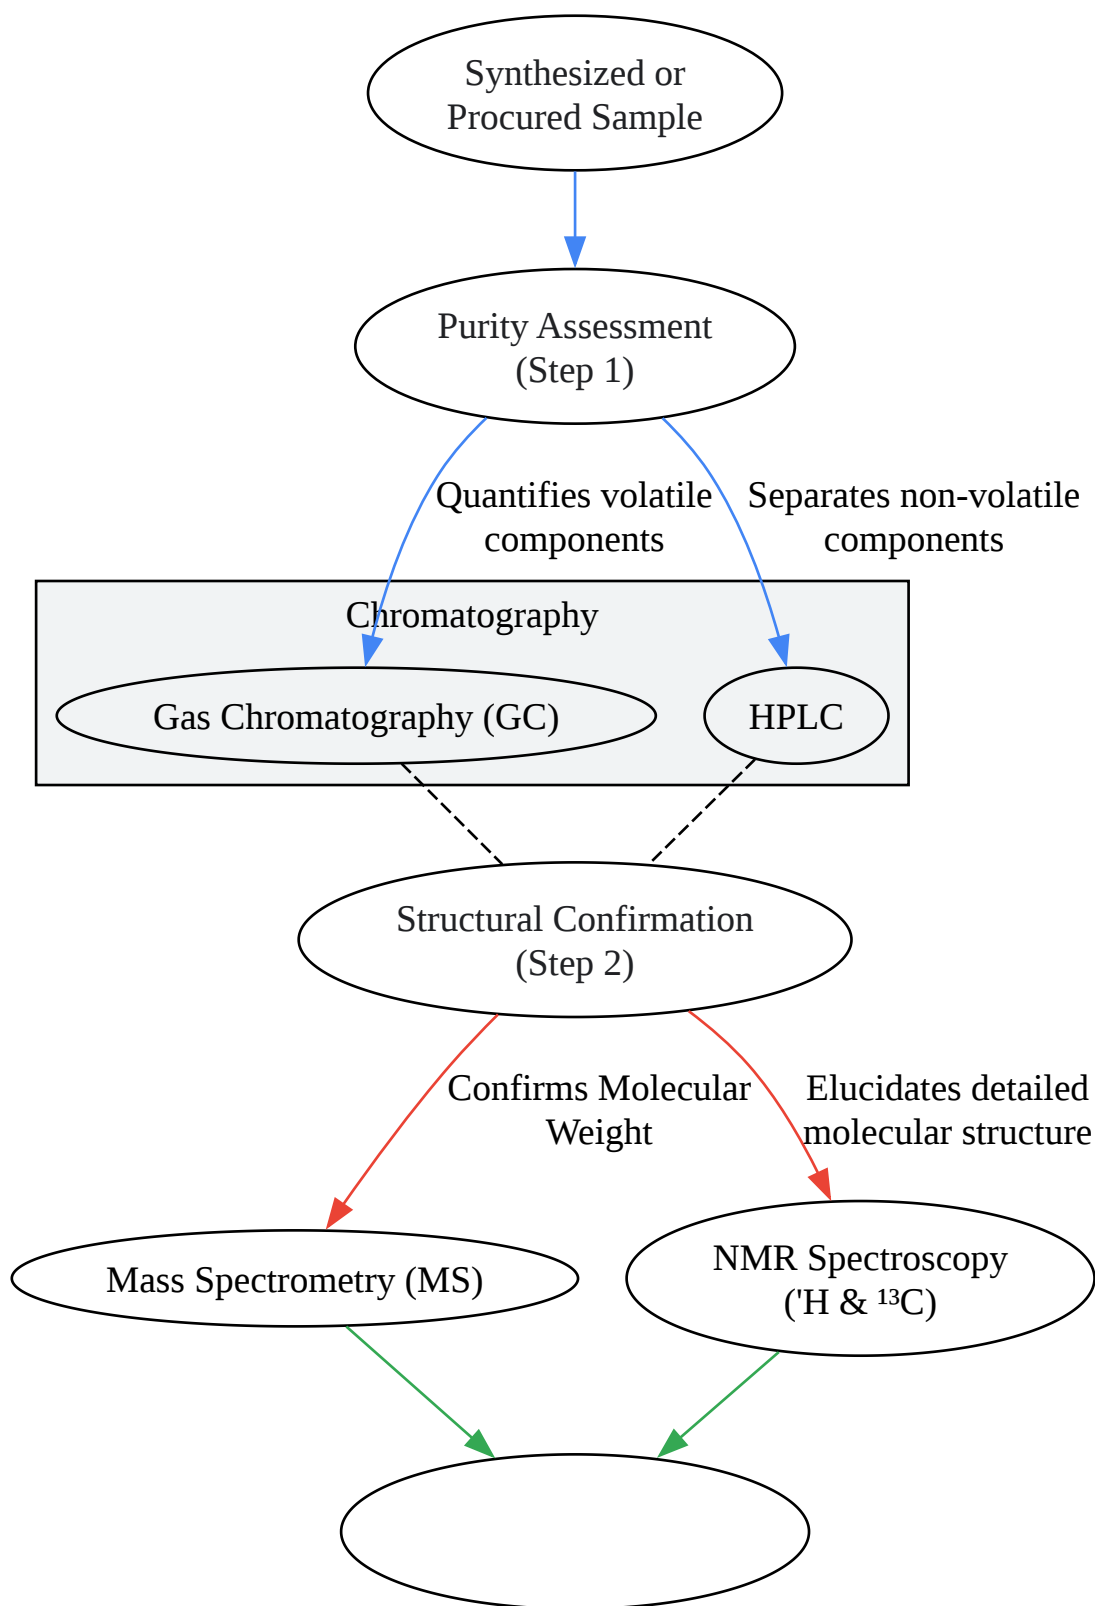 Synthesized or
Procured Sample
Purity Assessment
(Step 1)
Quantifies volatile
components
Separates non-volatile
components
Chromatography
Gas Chromatography (GC)
HPLC
Structural Confirmation
(Step 2)
Confirms Molecular
Weight
Elucidates detailed
molecular structure
Mass Spectrometry (MS)
NMR Spectroscopy
('H & ¹³C)